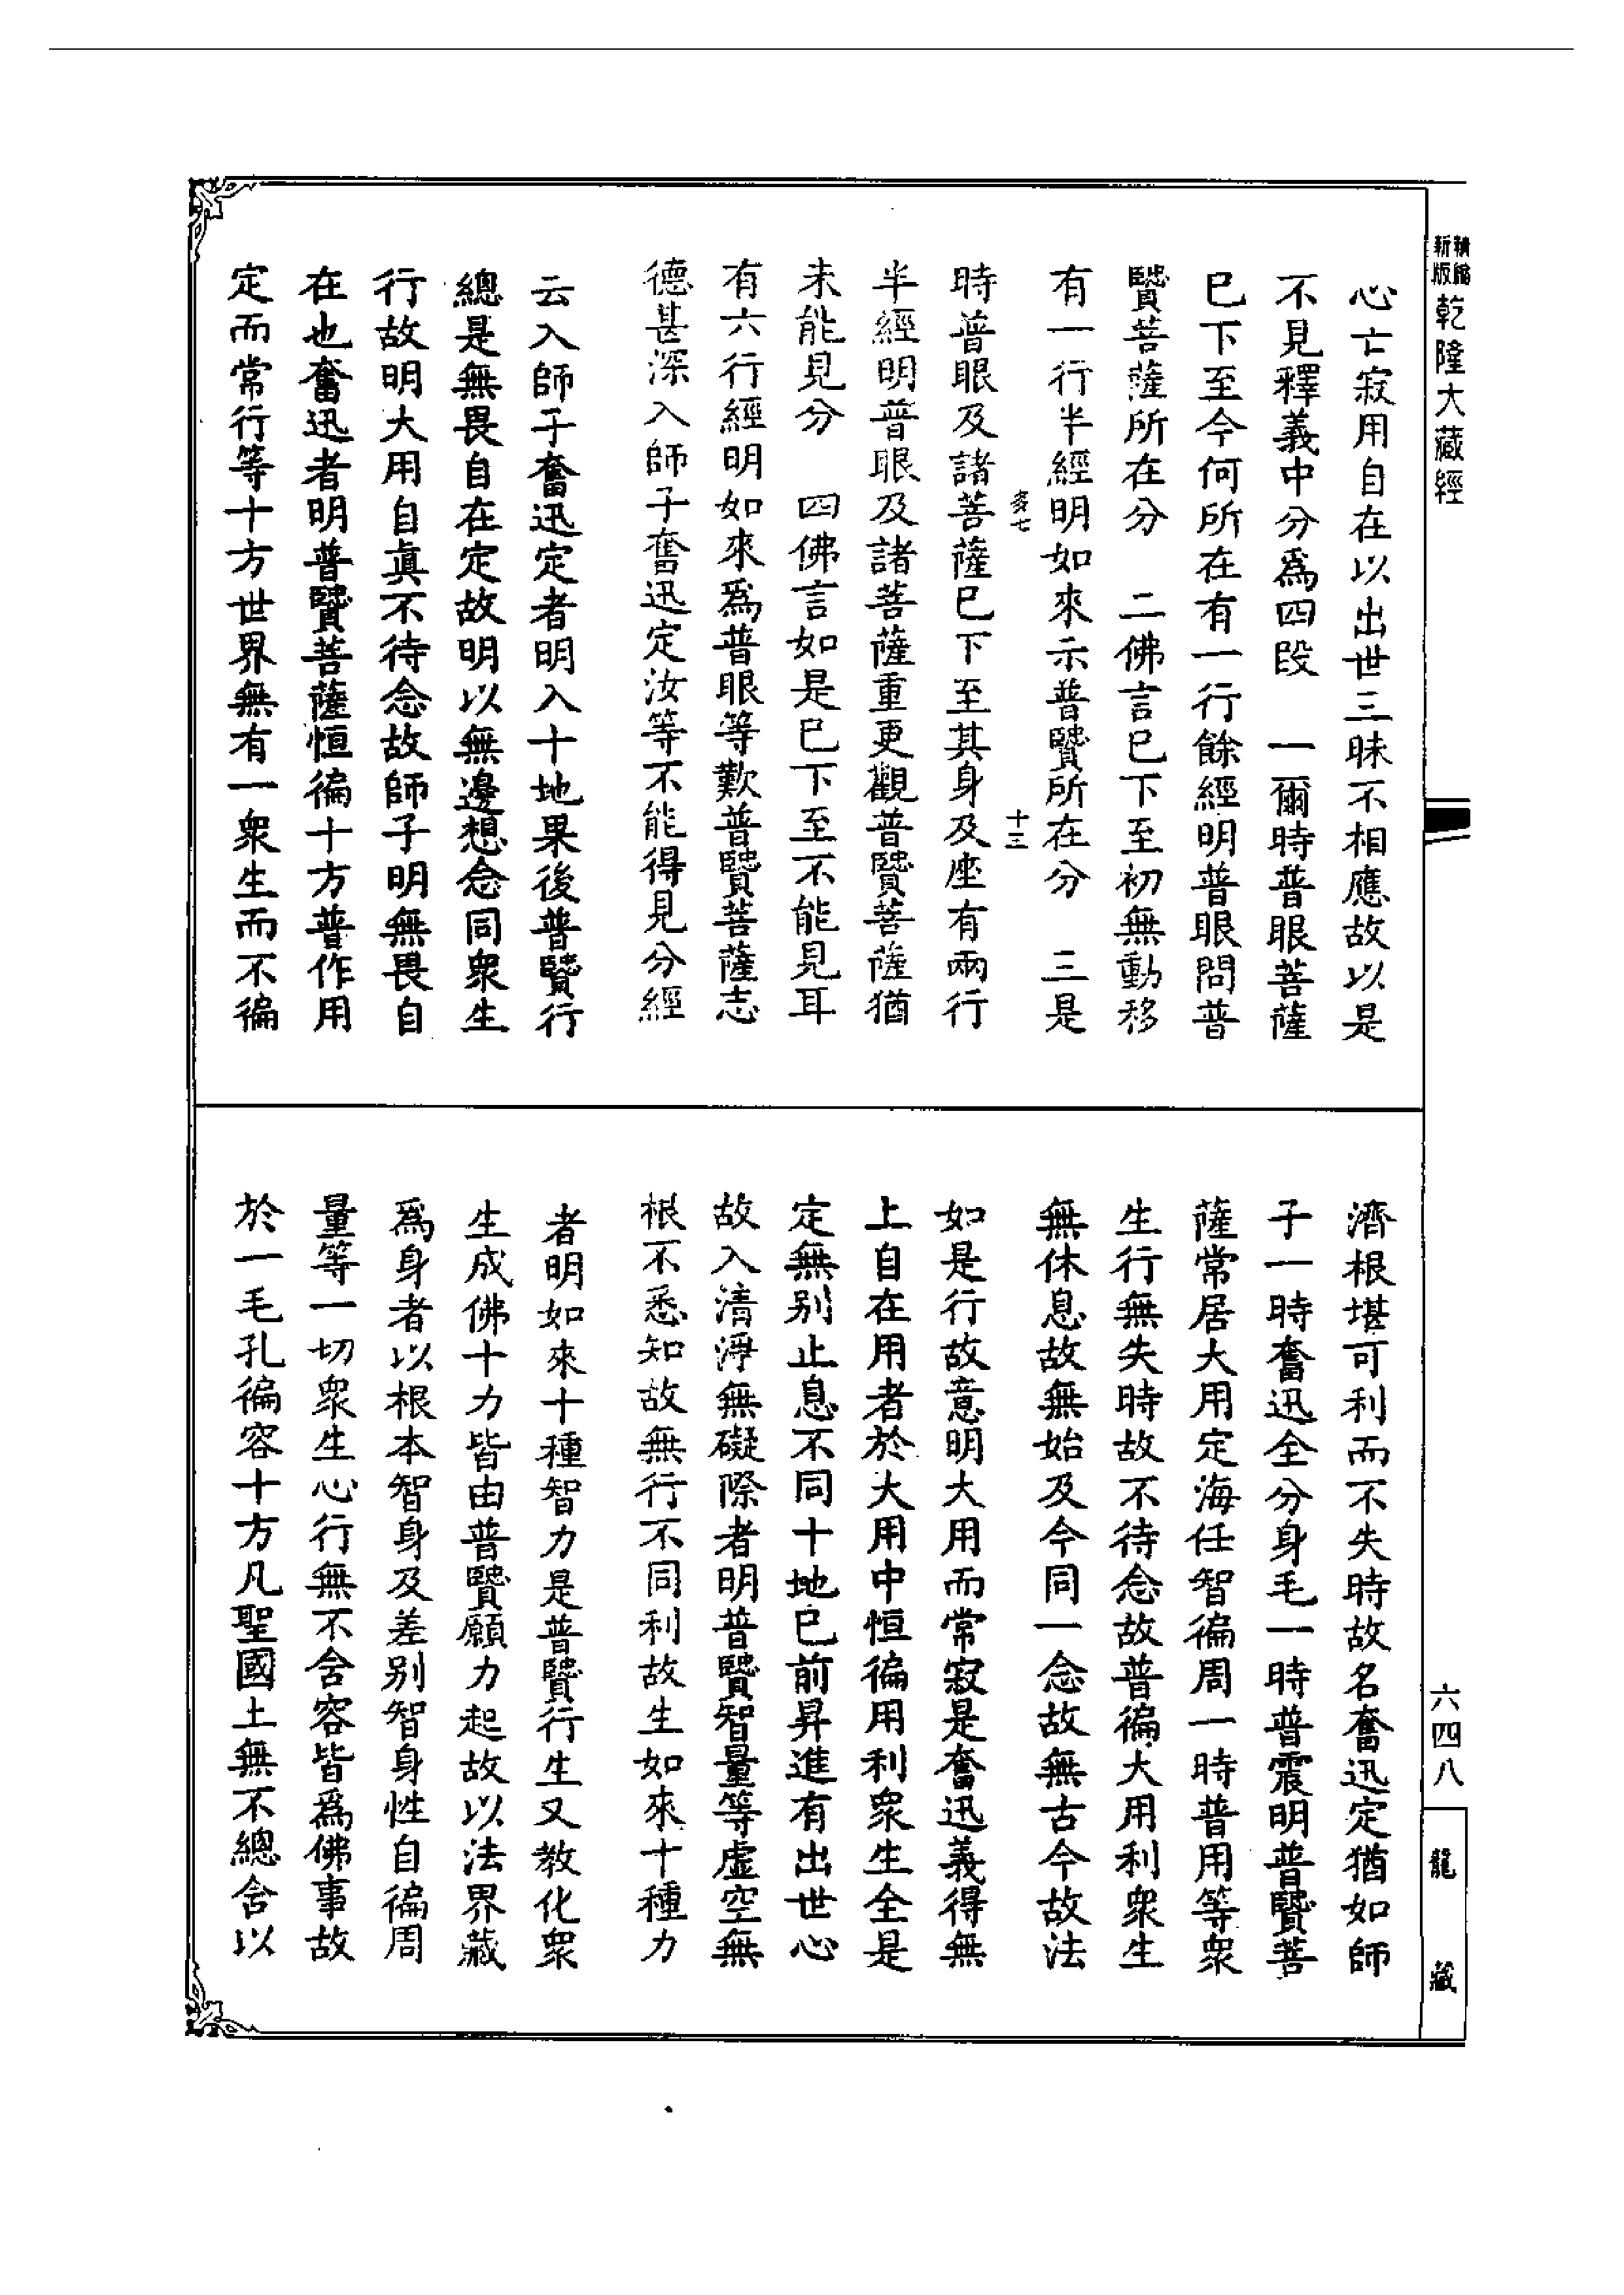 新版精縮乾隆大藏經
心亡寂用自在以出世三昧不相應故以是
不見釋義中分爲四段　一爾時普眼菩薩
巳下至今何所在有一行餘經明普眼問普
賢菩薩所在分　二佛言巳下至初無動移
有一行半經明如來示普賢所在分　三是
多七　十三
時普眼及諸菩薩巳下至其身及座有兩行
半經明普眼及諸菩薩重更觀普賢菩薩猶
未能見分　四佛言如是巳下至不能見耳
有六行經明如來爲普眼等歎普賢菩薩志
德甚深入師子奮迅定汝等不能得見分經
云入師子奮迅定者明入十地果後普賢行
總是無畏自在定故明以無邊想念同衆生
行故明大用自眞不待念故師子明無畏自
在也奮迅者明普賢菩薩恒徧十方普作用
定而常行等十方世界無有一衆生而不徧
濟根堪可利而不失時故名奮迅定猶如師
子一時奮迅全分身毛一時普震明普賢菩
薩常居大用定海任智徧周一時普用等衆
生行無失時故不待念故普徧大用利衆生
無休息故無始及今同一念故無古今故法
如是行故意明大用而常寂是奮迅義得無
上自在用者於大用中恒徧用利衆生全是
定無別止息不同十地巳前昇進有出世心
故入清淨無礙際者明普賢智量等虛空無
根不悉知故無行不同利故生如來十種力
者明如來十種智力是普賢行生又教化衆
生成佛十力皆由普賢願力起故以法界藏
爲身者以根本智身及差別智身性自徧周
量等一切衆生心行無不含容皆爲佛事故
於一毛孔徧容十方凡聖國土無不總含以
六四八
龍藏